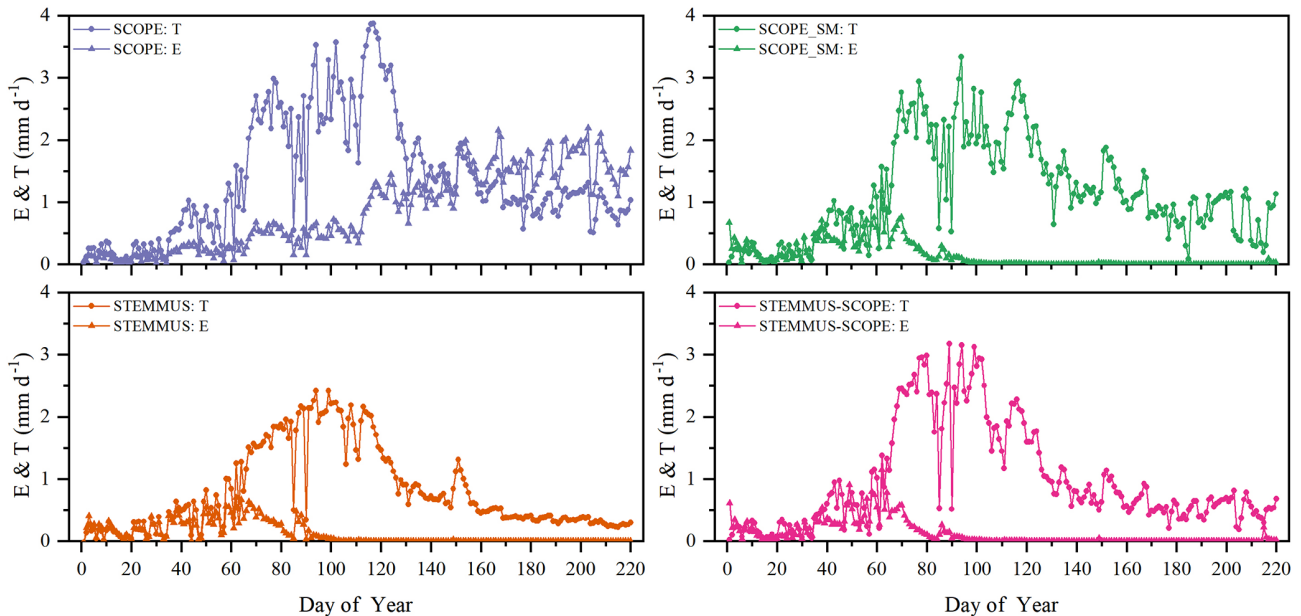 4
3
2
1
0
E & T (mm d⁻¹)
SCOPE: T
SCOPE: E
4
3
2
1
0
E & T (mm d⁻¹)
SCOPE_SM: T
SCOPE_SM: E
4
3
2
1
0
E & T (mm d⁻¹)
STEMMUS: T
STEMMUS: E
0 20 40 60 80 100 120 140 160 180 200 220
Day of Year
4
3
2
1
0
E & T (mm d⁻¹)
STEMMUS-SCOPE: T
STEMMUS-SCOPE: E
0 20 40 60 80 100 120 140 160 180 200 220
Day of Year